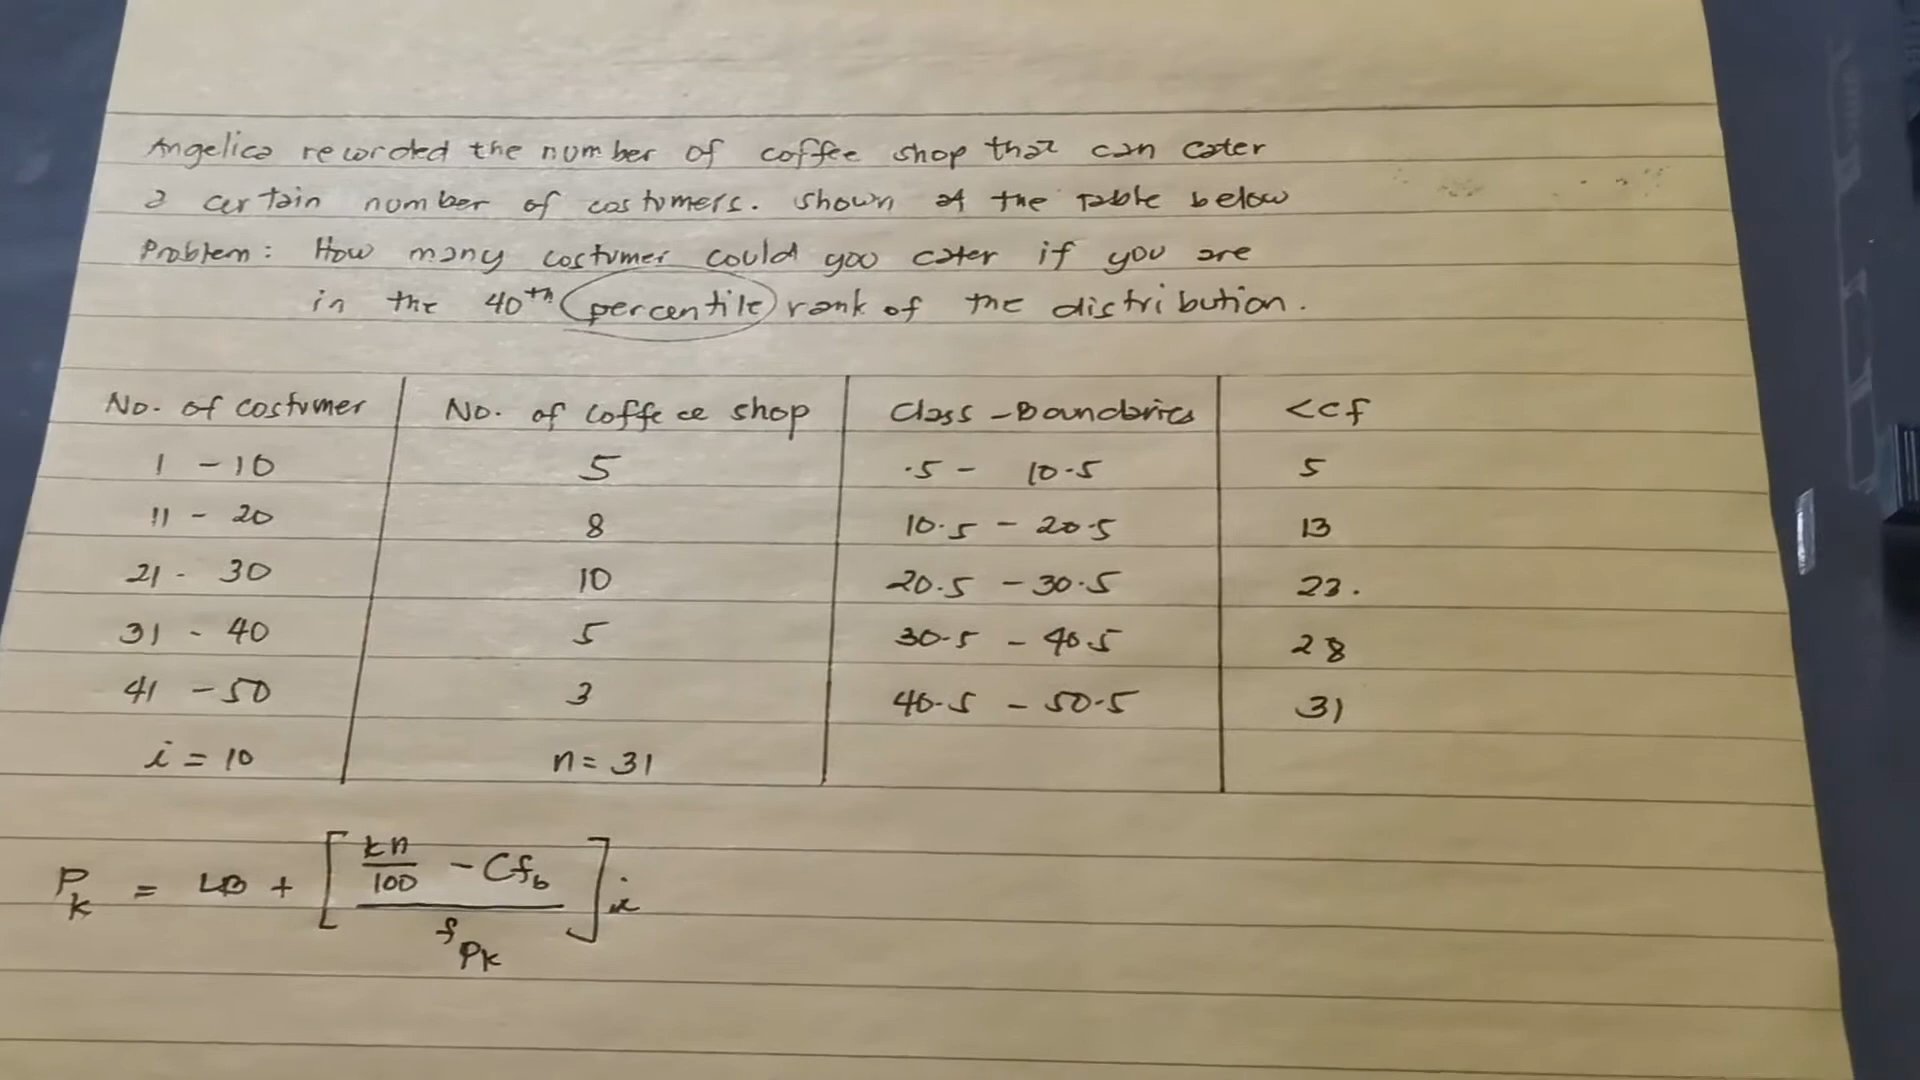 Angelica recorded the number of coffee shop that can cater
a certain number of costumers. shown at the table below
Problem: How many costumer could you cater if you are
in the 40th percentile rank of the distribution.
No. of costumer No. of coffee ce shop Class - Boundaries <cf
1 - 10 5 .5 - 10.5 5
11 - 20 8 10.5 - 20.5 13
21 - 30 10 20.5 - 30.5 23.
31 - 40 5 30.5 - 40.5 28
41 - 50 3 40.5 - 50.5 31
i = 10 n = 31
Pk = LB + [ (kn/100 - Cfb) / fPk ] i